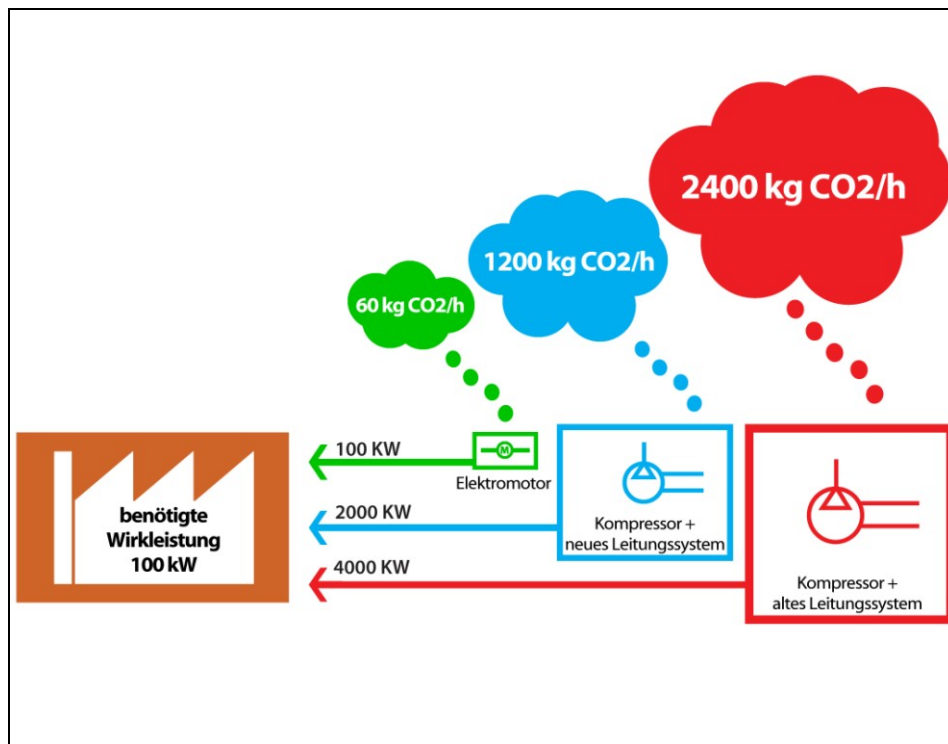 2400 kg CO2/h
1200 kg CO2/h
60 kg CO2/h
100 KW
M
Elektromotor
2000 KW
Kompressor +
neues Leitungssystem
4000 KW
Kompressor +
altes Leitungssystem
benötigte
Wirkleistung
100 kW